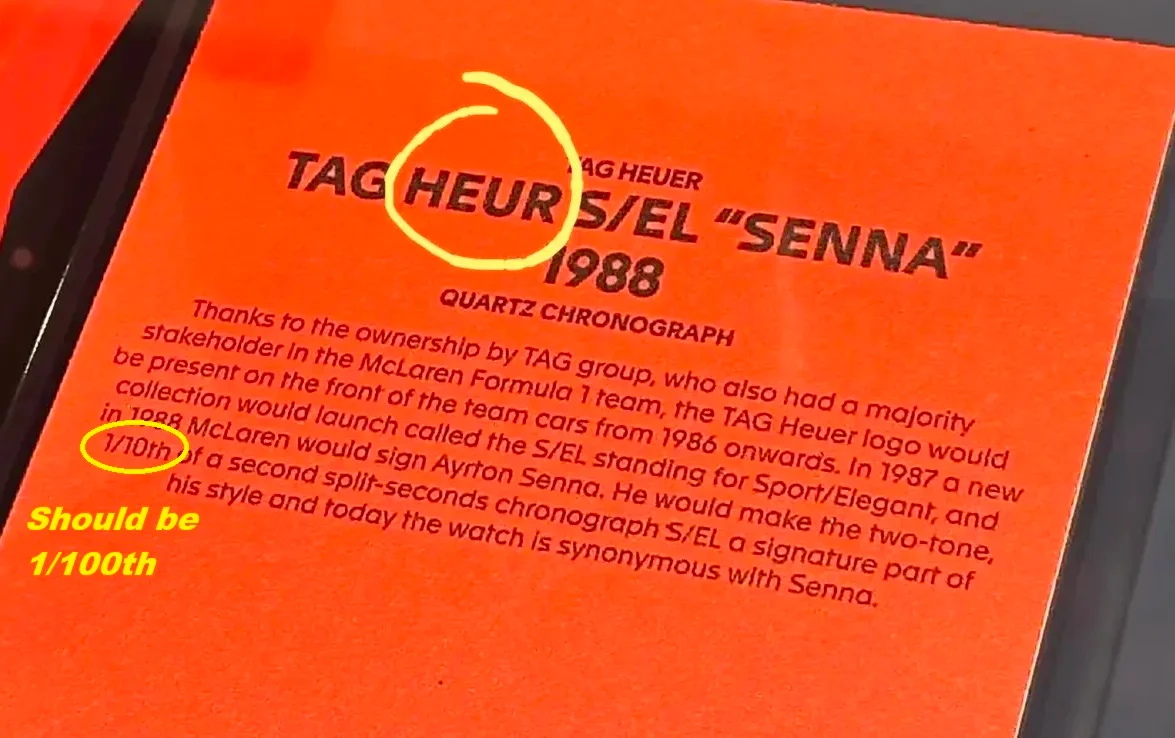 TAG HEUER
TAG HEUR S/EL "SENNA"
1988
QUARTZ CHRONOGRAPH
Thanks to the ownership by TAG group, who also had a majority
stakeholder in the McLaren Formula 1 team, the TAG Heuer logo would
be present on the front of the team cars from 1986 onwards. In 1987 a new
collection would launch called the S/EL standing for Sport/Elegant, and
in 1988 McLaren would sign Ayrton Senna. He would make the two-tone,
1/10th of a second split-seconds chronograph S/EL a signature part of
his style and today the watch is synonymous with Senna.
Should be
1/100th